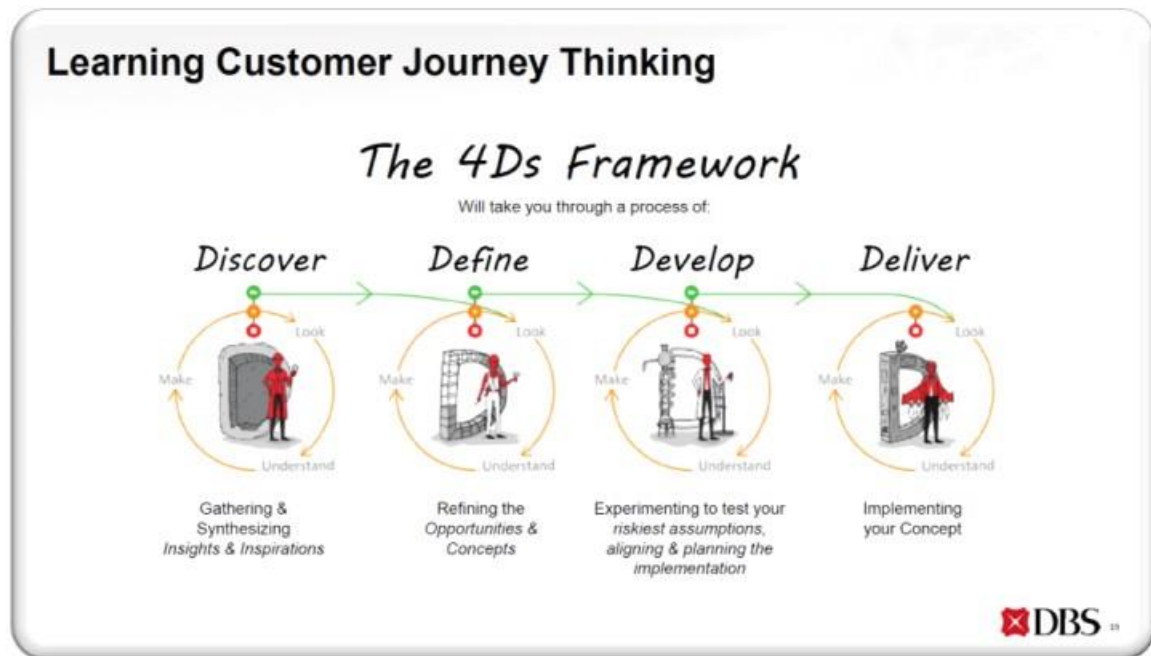 Learning Customer Journey Thinking
The 4Ds Framework
Will take you through a process of:
Discover
Define
Develop
Deliver
Look
Make
Understand
Look
Make
Understand
Look
Make
Understand
Look
Make
Understand
Gathering &
Synthesizing
Insights & Inspirations
Refining the
Opportunities &
Concepts
Experimenting to test your
riskiest assumptions,
aligning & planning the
implementation
Implementing
your Concept
DBS